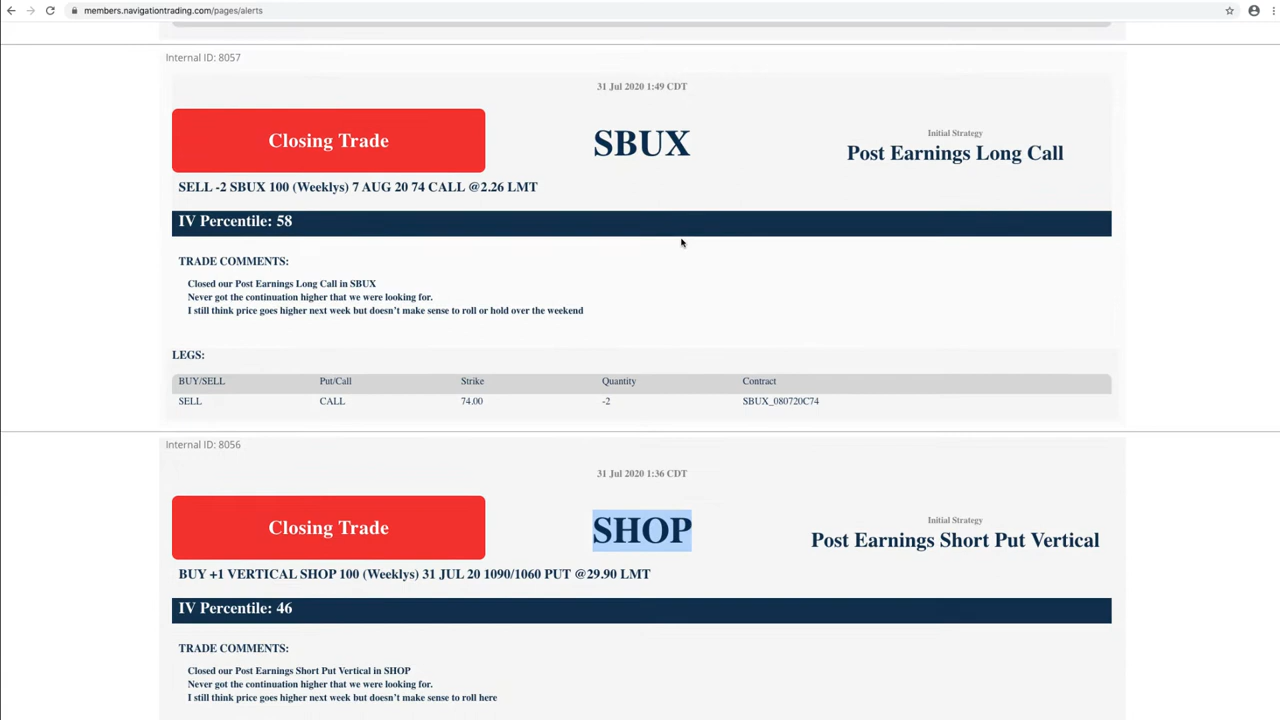 members.navigationtrading.com/pages/alerts
Internal ID: 8057
31 Jul 2020 1:49 CDT
Closing Trade
SBUX
Initial Strategy
Post Earnings Long Call
SELL -2 SBUX 100 (Weeklys) 7 AUG 20 74 CALL @2.26 LMT
IV Percentile: 58
TRADE COMMENTS:
Closed our Post Earnings Long Call in SBUX
Never got the continuation higher that we were looking for.
I still think price goes higher next week but doesn't make sense to roll or hold over the weekend
LEGS:
BUY/SELL Put/Call Strike Quantity Contract
SELL CALL 74.00 -2 SBUX_080720C74
Internal ID: 8056
31 Jul 2020 1:36 CDT
Closing Trade
SHOP
Initial Strategy
Post Earnings Short Put Vertical
BUY +1 VERTICAL SHOP 100 (Weeklys) 31 JUL 20 1090/1060 PUT @29.90 LMT
IV Percentile: 46
TRADE COMMENTS:
Closed our Post Earnings Short Put Vertical in SHOP
Never got the continuation higher that we were looking for.
I still think price goes higher next week but doesn't make sense to roll here